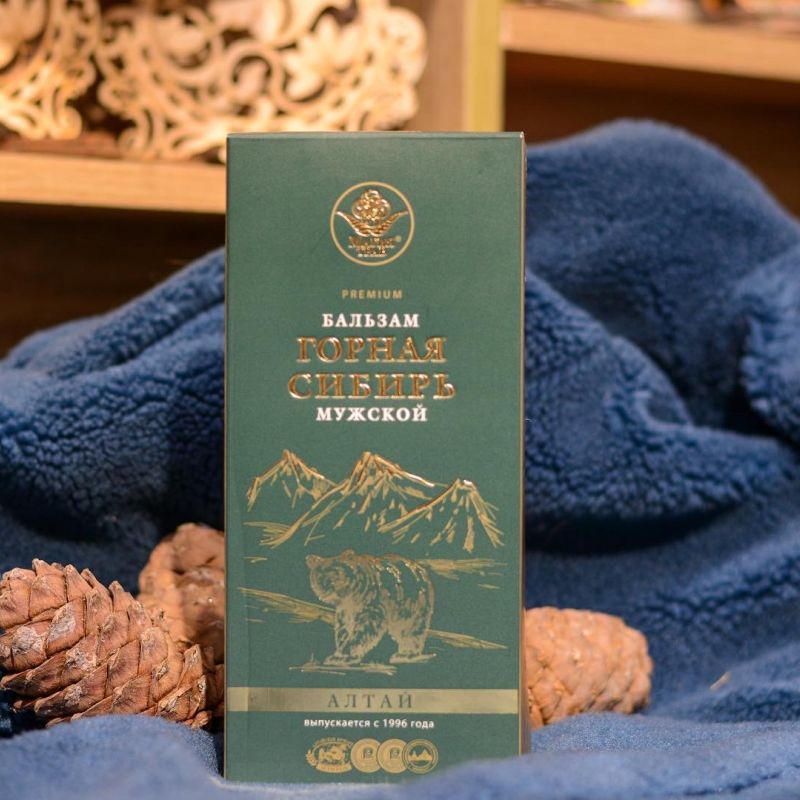 PREMIUM
БАЛЬЗАМ
ГОРНАЯ
СИБИРЬ
МУЖСКОЙ
АЛТАЙ
выпускается с 1996 года